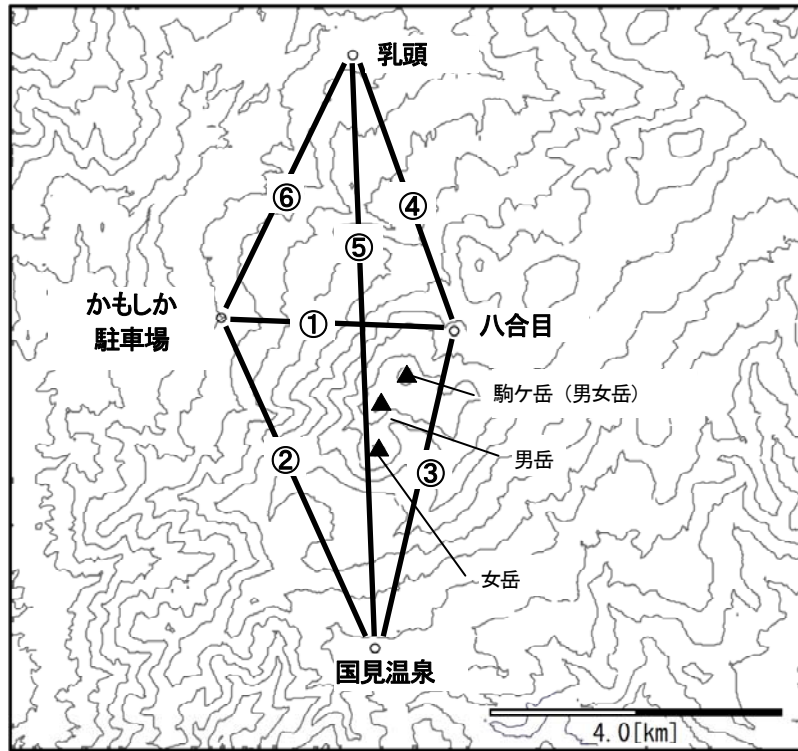 乳頭
⑥
④
⑤
かもしか
駐車場
①
八合目
駒ケ岳（男女岳）
男岳
②
③
女岳
国見温泉
4.0[km]